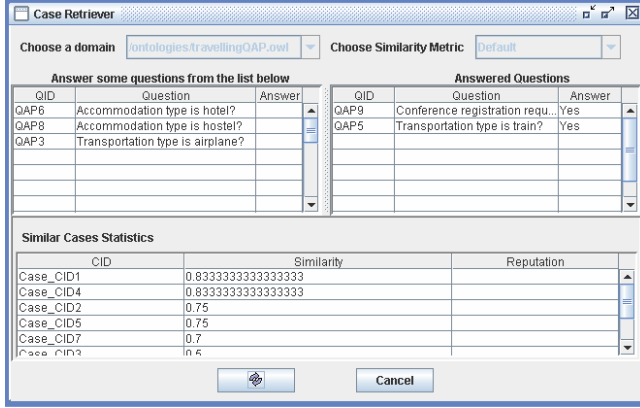 Case Retriever
Choose a domain /ontologies/travellingQAP.owl Choose Similarity Metric Default
Answer some questions from the list below
QID Question Answer
QAP6 Accommodation type is hotel?
QAP8 Accommodation type is hostel?
QAP3 Transportation type is airplane?
Answered Questions
QID Question Answer
QAP9 Conference registration requ... Yes
QAP5 Transportation type is train? Yes
Similar Cases Statistics
CID Similarity Reputation
Case_CID1 0.8333333333333333
Case_CID4 0.8333333333333333
Case_CID2 0.75
Case_CID5 0.75
Case_CID7 0.7
Case_CID3 0.5
Cancel